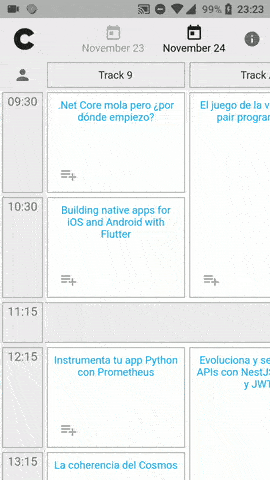 99% 23:23
C
November 23
November 24
Track 9
Track
09:30
.Net Core mola pero ¿por
dónde empiezo?
El juego de la v
pair progra
10:30
Building native apps for
iOS and Android with
Flutter
11:15
12:15
Instrumenta tu app Python
con Prometheus
Evoluciona y se
APIs con NestJS
y JWT
13:15
La coherencia del Cosmos